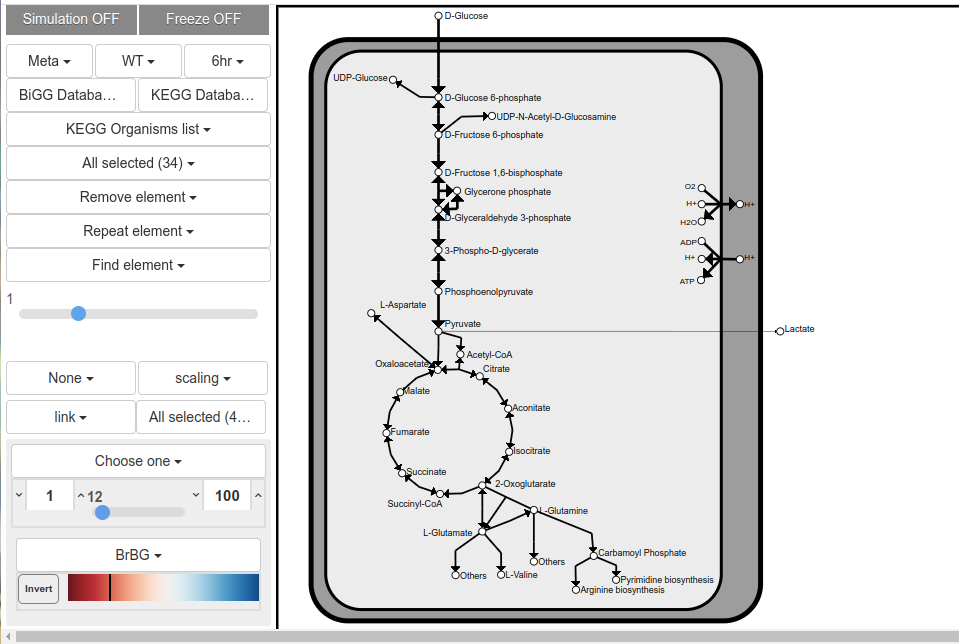 Simulation OFF
Freeze OFF
Meta
WT
6hr
BiGG Databa...
KEGG Databa...
KEGG Organisms list
All selected (34)
Remove element
Repeat element
Find element
1
None
scaling
link
All selected (4...
Choose one
1
12
100
BrBG
Invert
D-Glucose
UDP-Glucose
D-Glucose 6-phosphate
UDP-N-Acetyl-D-Glucosamine
D-Fructose 6-phosphate
D-Fructose 1,6-bisphosphate
Glycerone phosphate
D-Glyceraldehyde 3-phosphate
3-Phospho-D-glycerate
Phosphoenolpyruvate
L-Aspartate
Pyruvate
Lactate
Acetyl-CoA
Oxaloacetate
Citrate
Malate
Aconitate
Fumarate
Isocitrate
Succinate
2-Oxoglutarate
Succinyl-CoA
L-Glutamine
L-Glutamate
Carbamoyl Phosphate
Others
Others
L-Valine
Pyrimidine biosynthesis
Arginine biosynthesis
O2
H+
H+
H2O
ADP
H+
H+
ATP